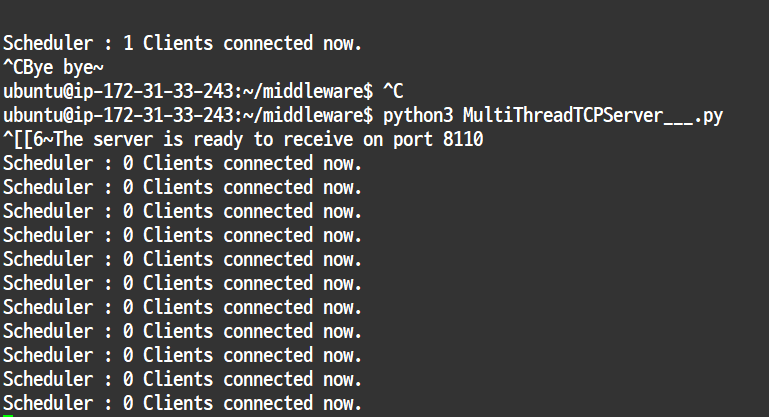 Scheduler : 1 Clients connected now.
^CBye bye~
ubuntu@ip-172-31-33-243:~/middleware$ ^C
ubuntu@ip-172-31-33-243:~/middleware$ python3 MultiThreadTCPServer___.py
^[[6~The server is ready to receive on port 8110
Scheduler : 0 Clients connected now.
Scheduler : 0 Clients connected now.
Scheduler : 0 Clients connected now.
Scheduler : 0 Clients connected now.
Scheduler : 0 Clients connected now.
Scheduler : 0 Clients connected now.
Scheduler : 0 Clients connected now.
Scheduler : 0 Clients connected now.
Scheduler : 0 Clients connected now.
Scheduler : 0 Clients connected now.
Scheduler : 0 Clients connected now.